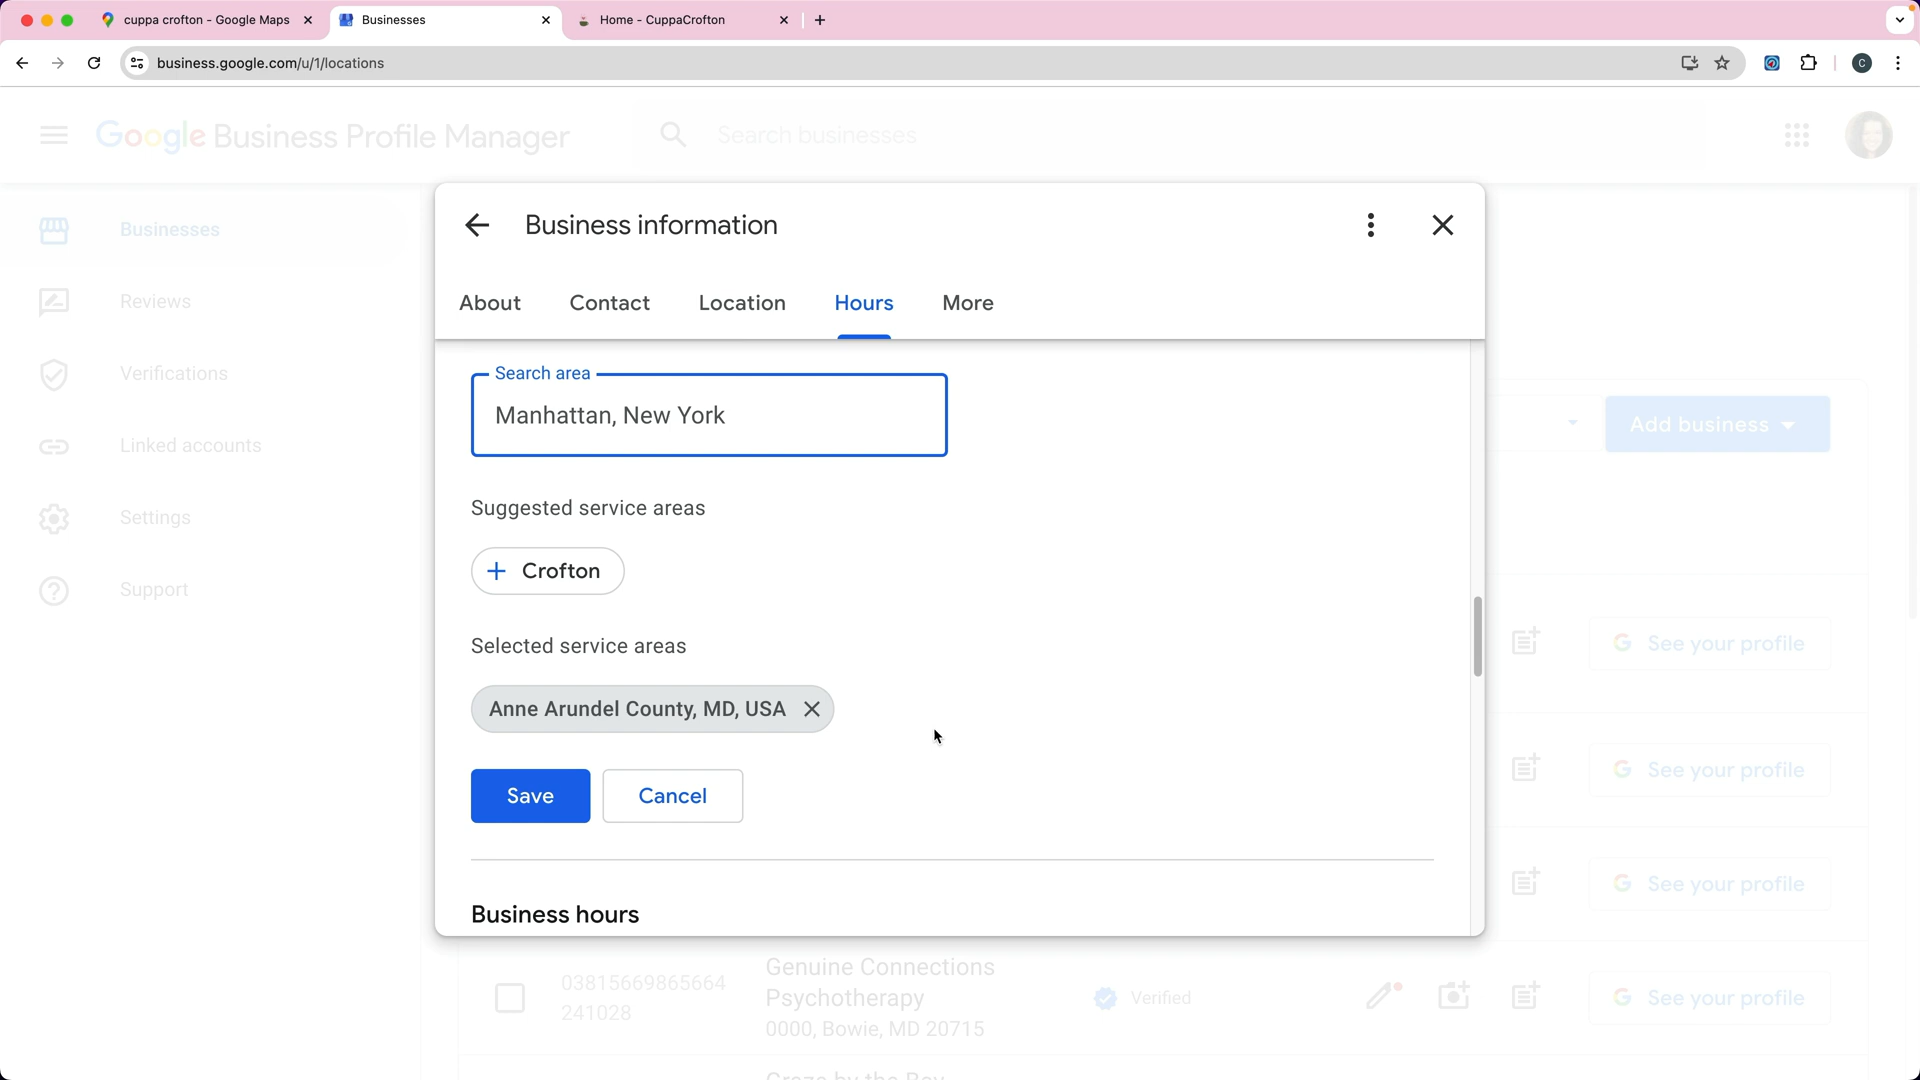 cuppa crofton - Google Maps
Businesses
Home - CuppaCrofton
business.google.com/u/1/locations
C
Google Business Profile Manager
Search businesses
Businesses
Reviews
Verifications
Linked accounts
Settings
Support
Business information
About
Contact
Location
Hours
More
Search area
Manhattan, New York
Suggested service areas
+ Crofton
Selected service areas
Anne Arundel County, MD, USA
Save
Cancel
Business hours
Add business
See your profile
See your profile
See your profile
03815669865664
241028
Genuine Connections
Psychotherapy
0000, Bowie, MD 20715
Verified
See your profile